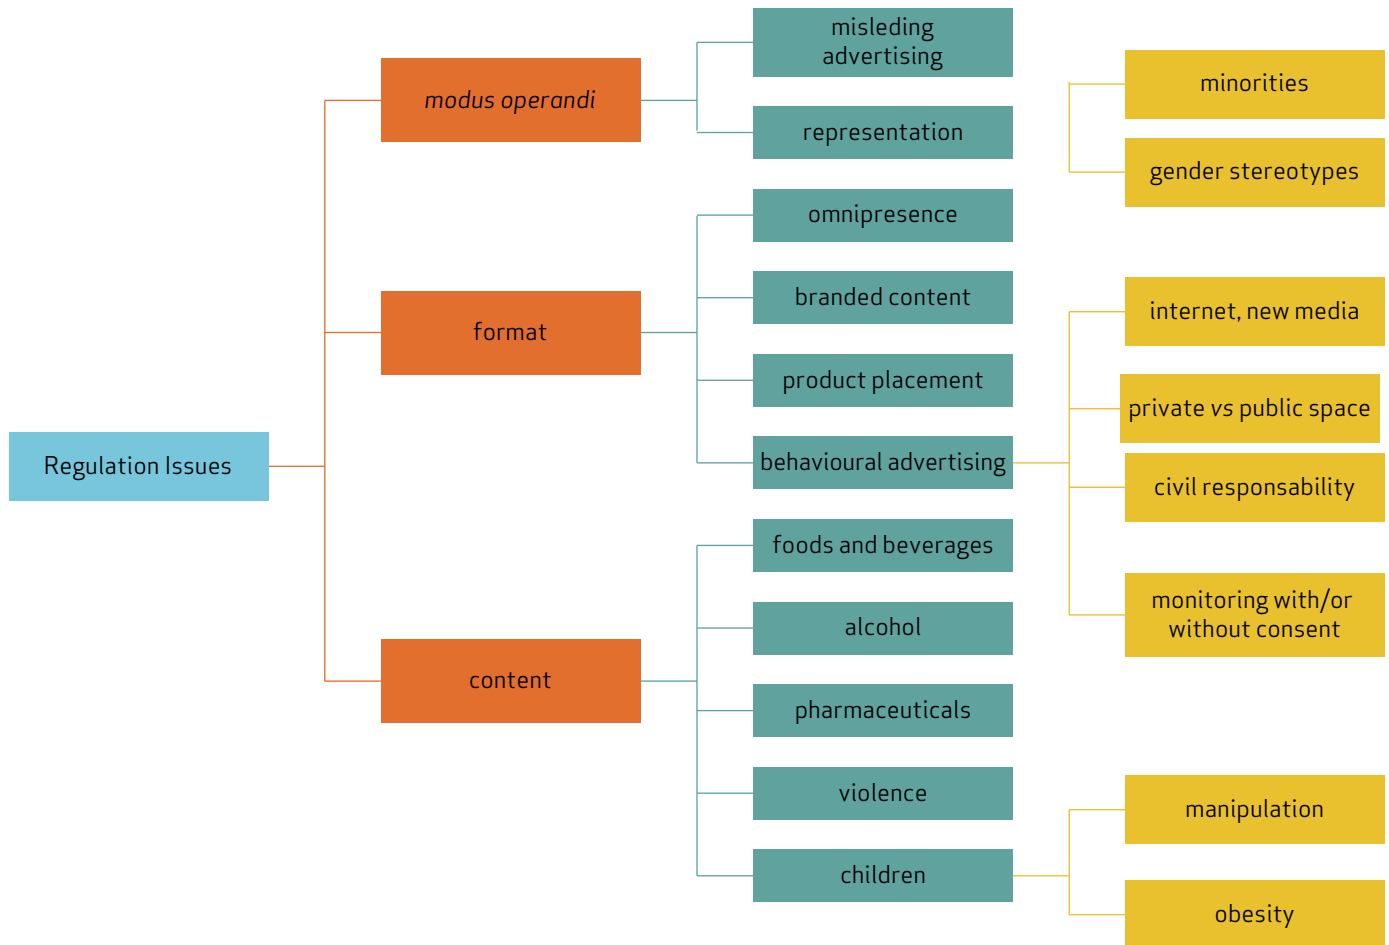 Regulation Issues
modus operandi
format
content
misleding
advertising
representation
omnipresence
branded content
product placement
behavioural advertising
foods and beverages
alcohol
pharmaceuticals
violence
children
minorities
gender stereotypes
internet, new media
private vs public space
civil responsability
monitoring with/or
without consent
manipulation
obesity